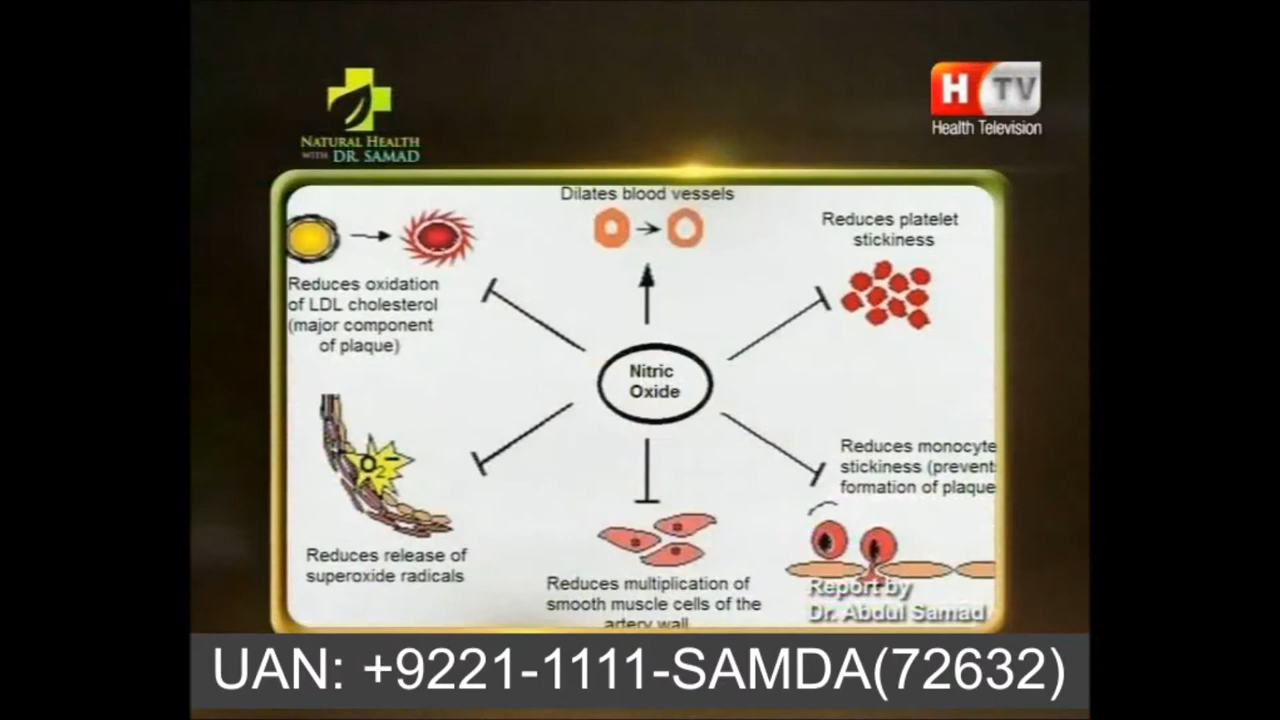 NATURAL HEALTH
WITH DR. SAMAD
H TV
Health Television
Dilates blood vessels
Reduces platelet
stickiness
Reduces oxidation
of LDL cholesterol
(major component
of plaque)
Nitric
Oxide
O2-
Reduces monocyte
stickiness (prevent
formation of plaque
Reduces release of
superoxide radicals
Reduces multiplication of
smooth muscle cells of the
artery wall
Report by
Dr. Abdul Samad
UAN: +9221-1111-SAMDA(72632)